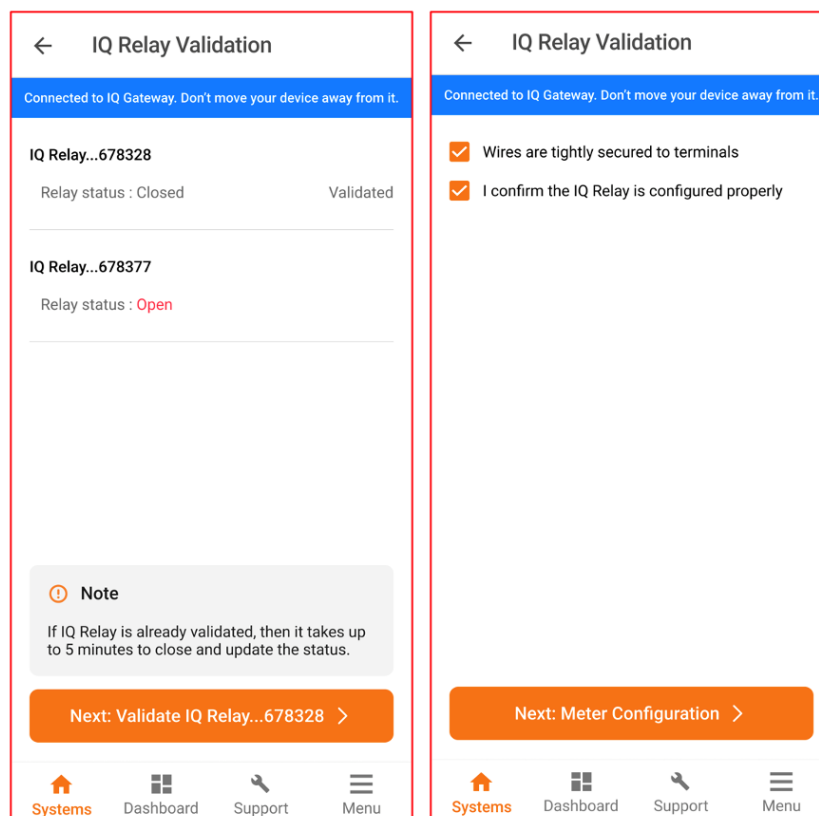 IQ Relay Validation
Connected to IQ Gateway. Don't move your device away from it.
IQ Relay...678328
Relay status : Closed Validated
IQ Relay...678377
Relay status : Open
Note
If IQ Relay is already validated, then it takes up
to 5 minutes to close and update the status.
Next: Validate IQ Relay...678328
Systems Dashboard Support Menu
IQ Relay Validation
Connected to IQ Gateway. Don't move your device away from it.
Wires are tightly secured to terminals
I confirm the IQ Relay is configured properly
Next: Meter Configuration
Systems Dashboard Support Menu